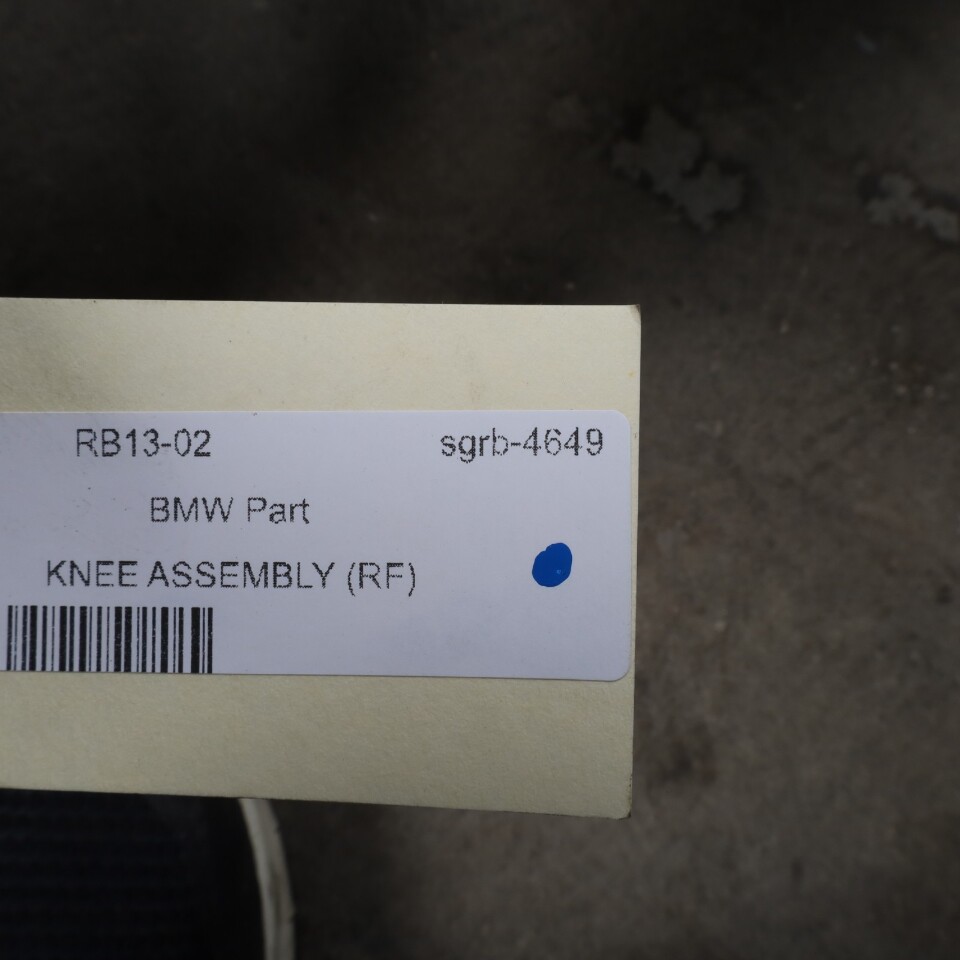 RB13-02 sgrb-4649
BMW Part
KNEE ASSEMBLY (RF)